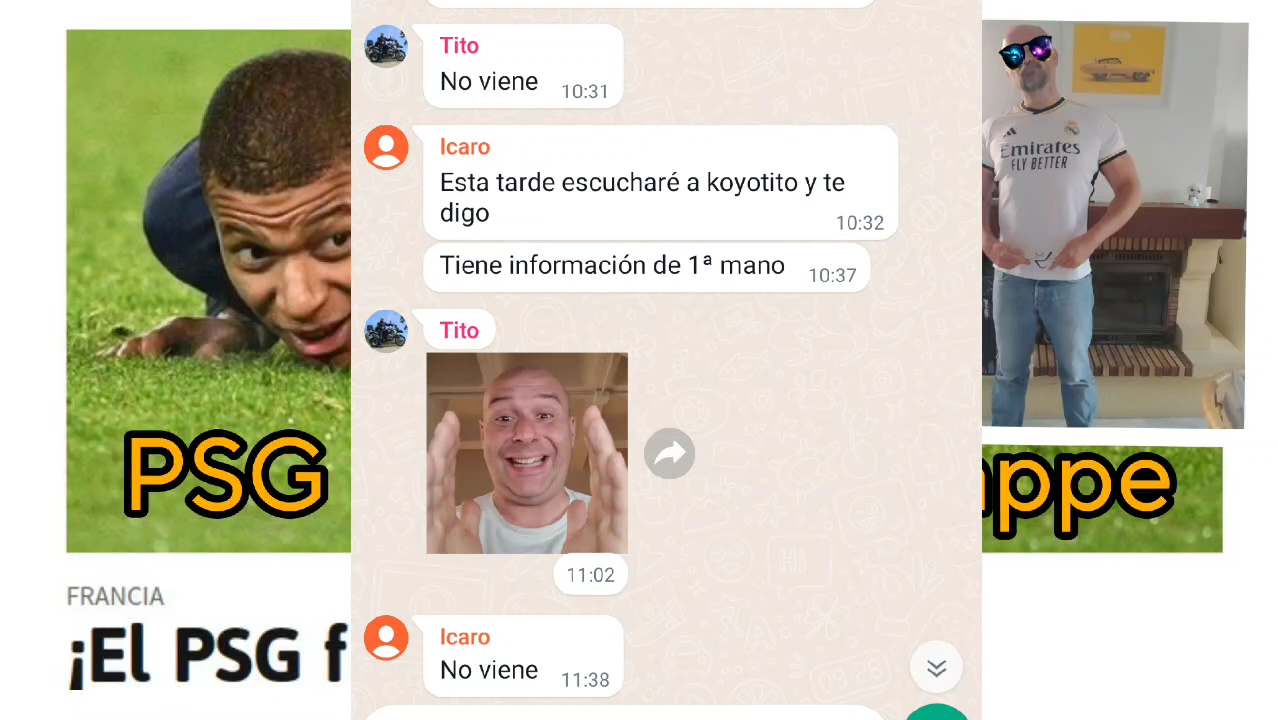 Tito
No viene
10:31
Icaro
Esta tarde escucharé a koyotito y te
digo
10:32
Tiene información de 1ª mano
10:37
Tito
11:02
Icaro
No viene
11:38
PSG
FRANCIA
¡El PSG f
Emirates
FLY BETTER
appe